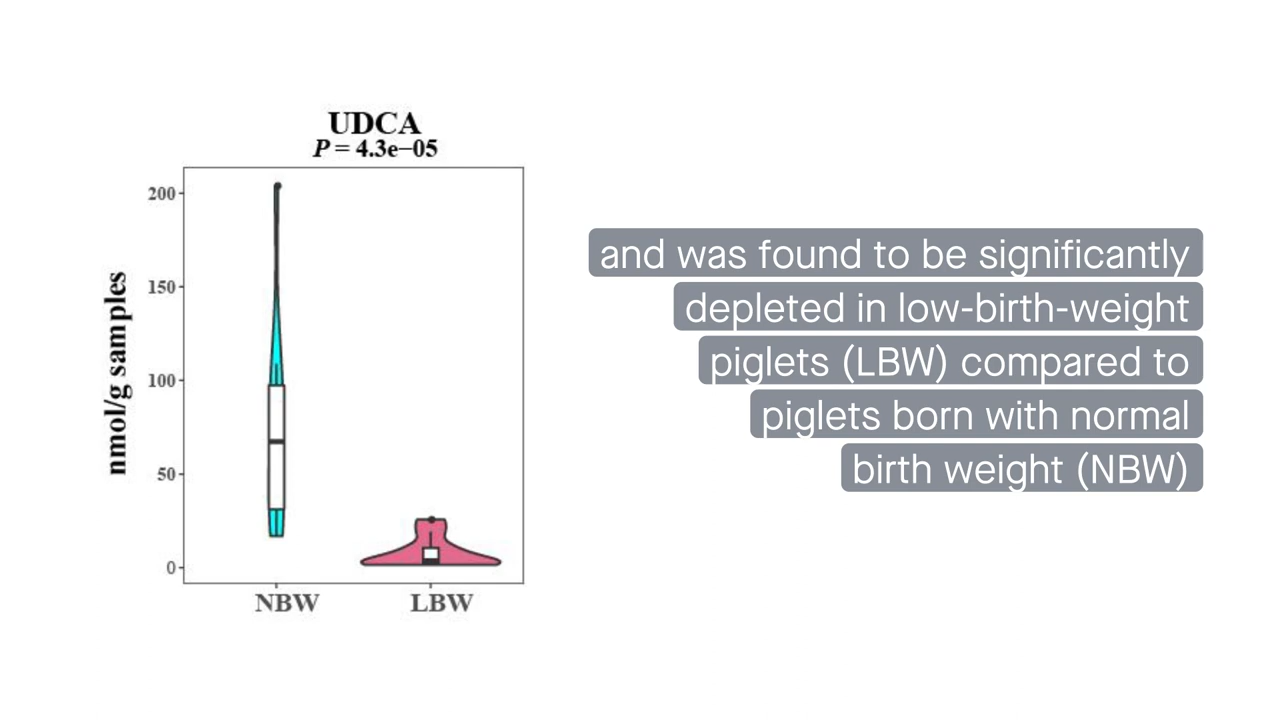 UDCA
P = 4.3e−05
nmol/g samples
200
150
100
50
0
NBW
LBW
and was found to be significantly
depleted in low-birth-weight
piglets (LBW) compared to
piglets born with normal
birth weight (NBW)